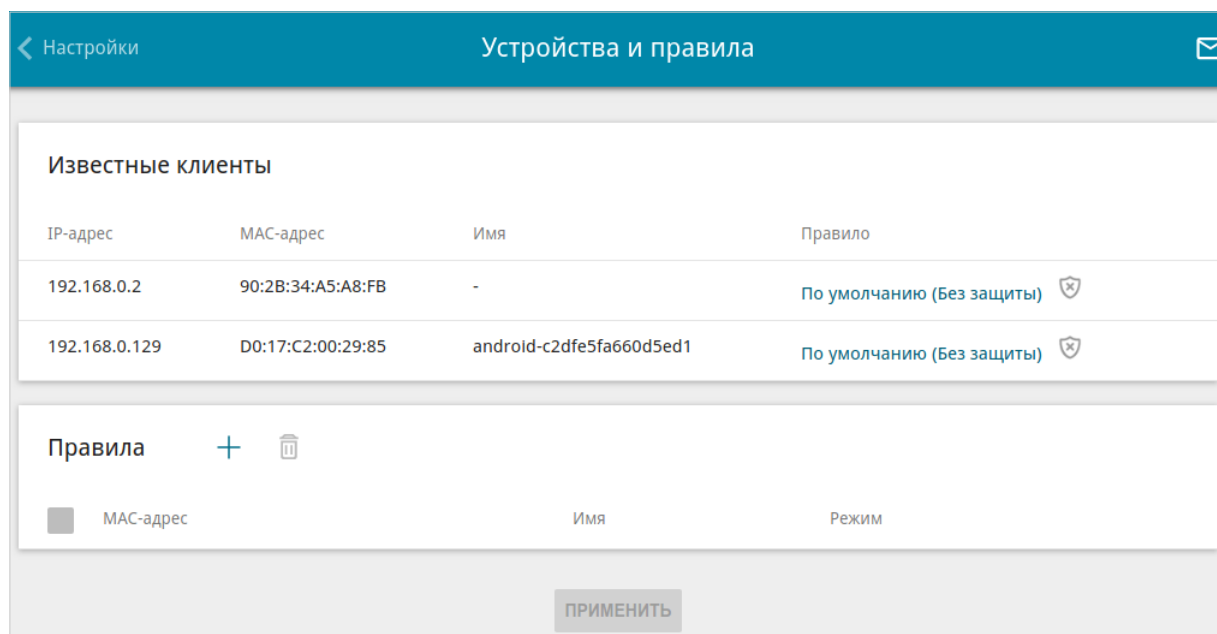 Настройки
Устройства и правила
Известные клиенты
IP-адрес MAC-адрес Имя Правило
192.168.0.2 90:2B:34:A5:A8:FB - По умолчанию (Без защиты)
192.168.0.129 D0:17:C2:00:29:85 android-c2dfe5fa660d5ed1 По умолчанию (Без защиты)
Правила
MAC-адрес Имя Режим
ПРИМЕНИТЬ